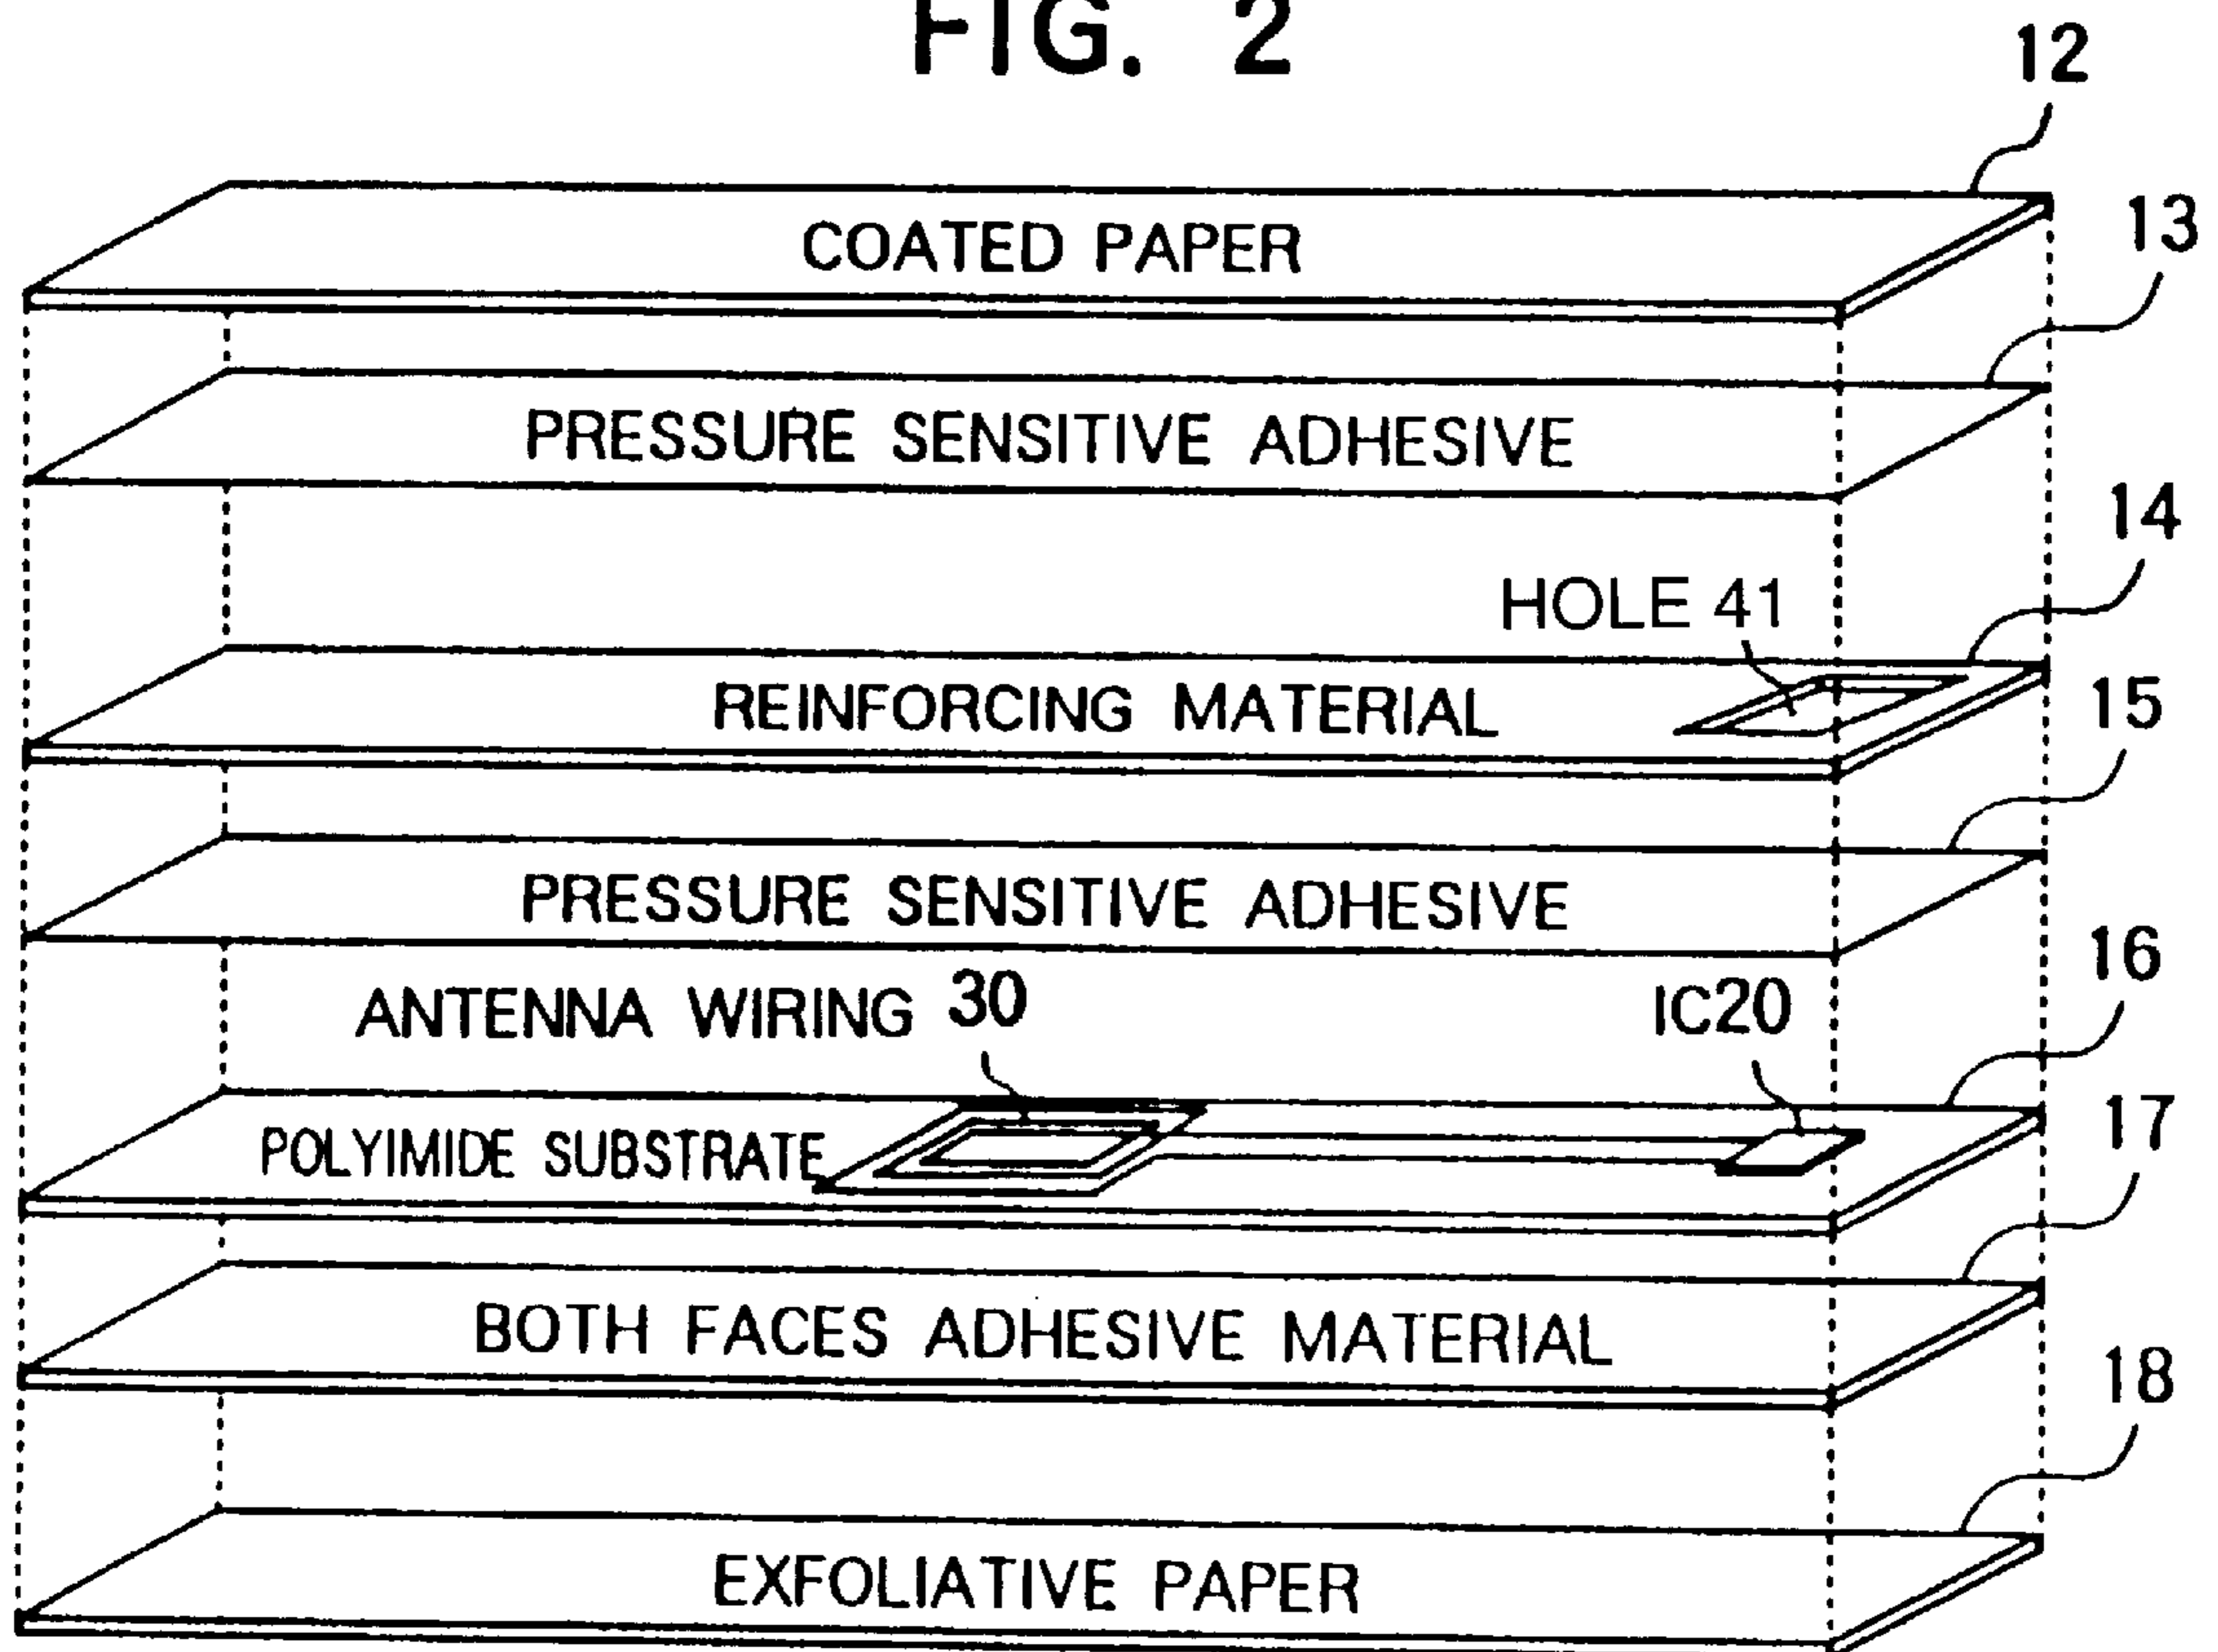 FIG. 2
12
COATED PAPER
13
PRESSURE SENSITIVE ADHESIVE
14
HOLE 41
REINFORCING MATERIAL
15
PRESSURE SENSITIVE ADHESIVE
16
ANTENNA WIRING 30
IC20
17
POLYIMIDE SUBSTRATE
BOTH FACES ADHESIVE MATERIAL
18
EXFOLIATIVE PAPER